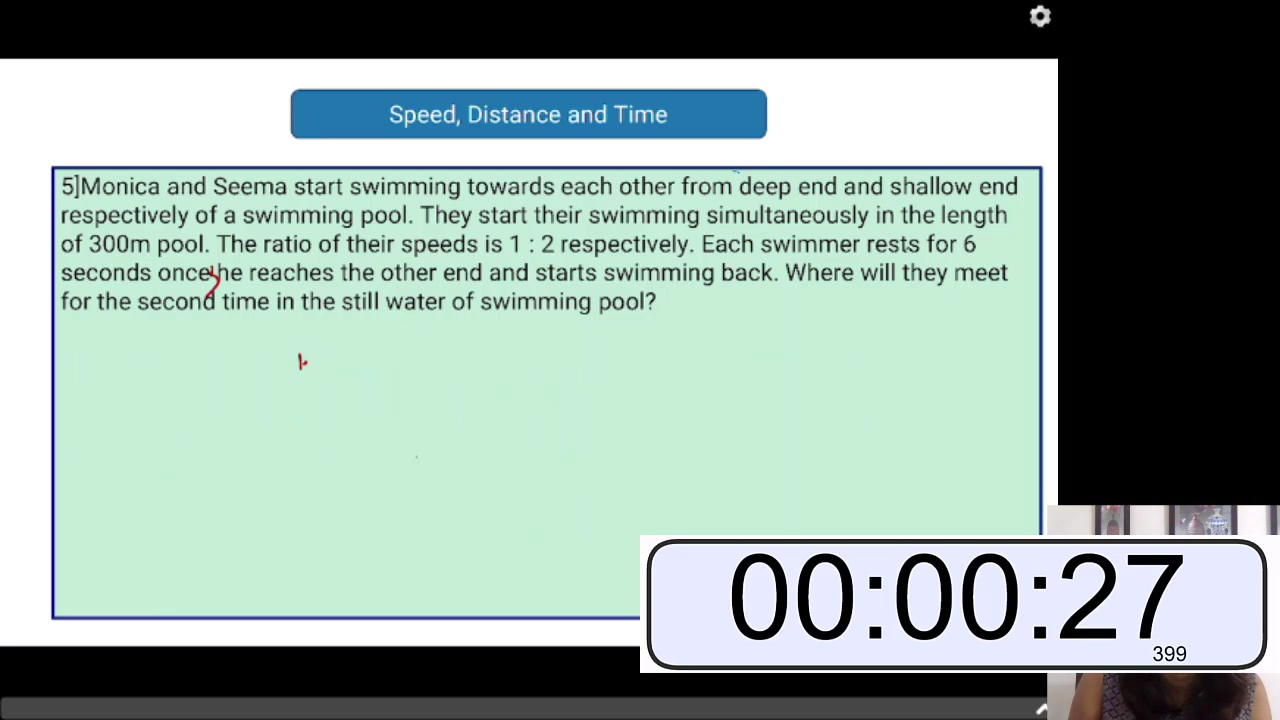 Speed, Distance and Time
5]Monica and Seema start swimming towards each other from deep end and shallow end
respectively of a swimming pool. They start their swimming simultaneously in the length
of 300m pool. The ratio of their speeds is 1 : 2 respectively. Each swimmer rests for 6
seconds once he reaches the other end and starts swimming back. Where will they meet
for the second time in the still water of swimming pool?
00:00:27
399